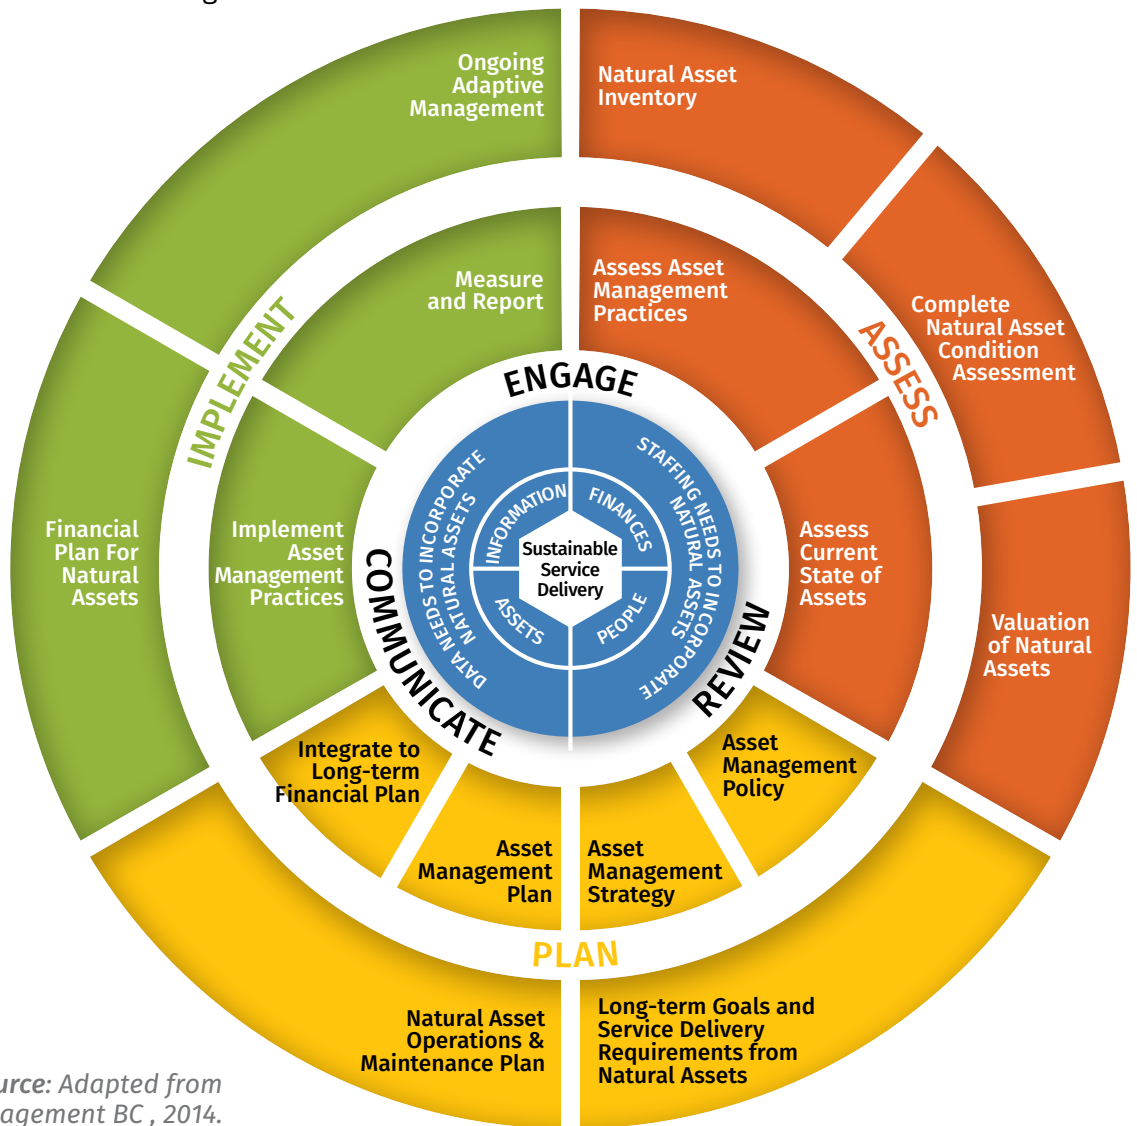 Ongoing
Adaptive
Management
Natural Asset
Inventory
Complete
Natural Asset
Condition
Assessment
Valuation
of Natural
Assets
Long-term Goals and
Service Delivery
Requirements from
Natural Assets
Natural Asset
Operations &
Maintenance Plan
Financial
Plan For
Natural
Assets
IMPLEMENT
ASSESS
PLAN
Measure
and Report
Assess Asset
Management
Practices
Assess
Current
State of
Assets
Asset
Management
Policy
Asset
Management
Strategy
Asset
Management
Plan
Integrate to
Long-term
Financial Plan
Implement
Asset
Management
Practices
ENGAGE
REVIEW
COMMUNICATE
DATA NEEDS TO INCORPORATE
NATURAL ASSETS
STAFFING NEEDS TO INCORPORATE
NATURAL ASSETS
INFORMATION
FINANCES
ASSETS
PEOPLE
Sustainable
Service
Delivery
urce: Adapted from
agement BC , 2014.